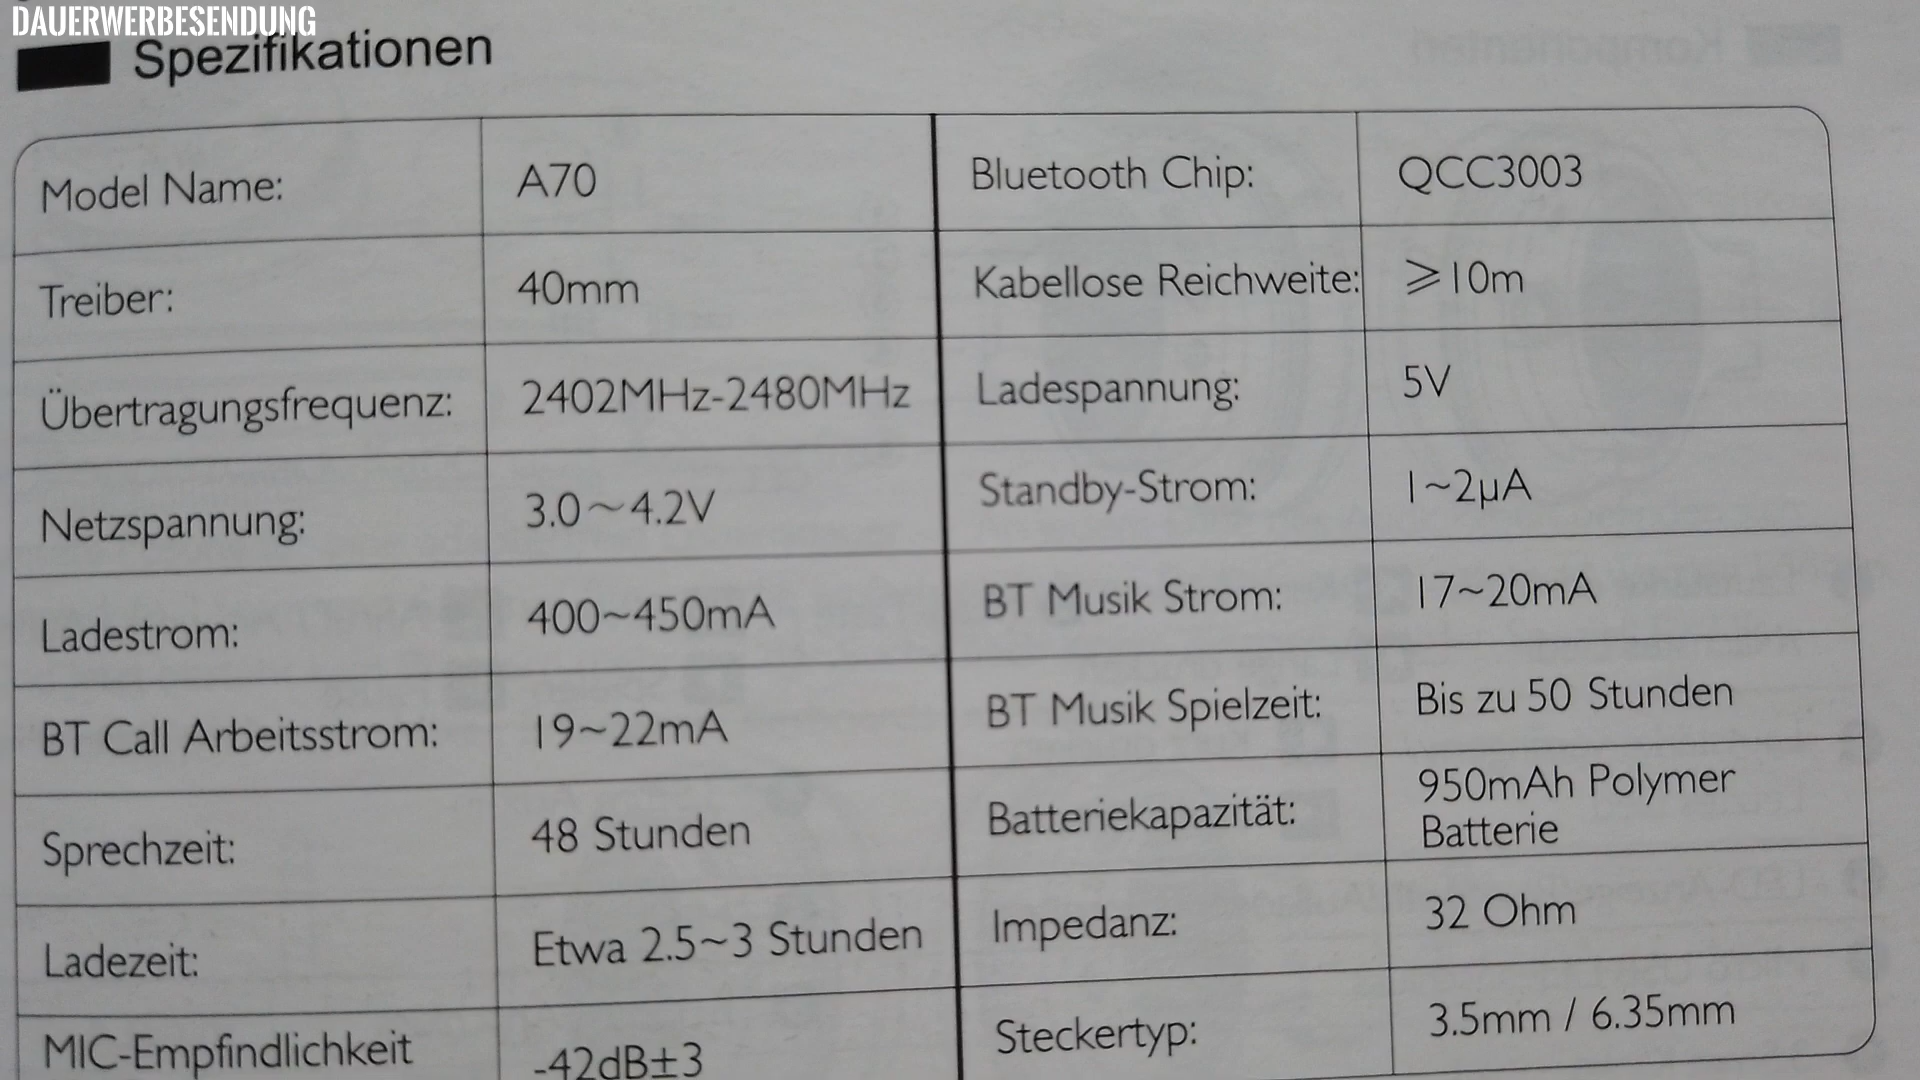 DAUERWERBESENDUNG
Spezifikationen
Model Name: A70 Bluetooth Chip: QCC3003
Treiber: 40mm Kabellose Reichweite: ⩾10m
Übertragungsfrequenz: 2402MHz-2480MHz Ladespannung: 5V
Netzspannung: 3.0~4.2V Standby-Strom: 1~2µA
Ladestrom: 400~450mA BT Musik Strom: 17~20mA
BT Call Arbeitsstrom: 19~22mA BT Musik Spielzeit: Bis zu 50 Stunden
Sprechzeit: 48 Stunden Batteriekapazität: 950mAh Polymer
Batterie
Ladezeit: Etwa 2.5~3 Stunden Impedanz: 32 Ohm
MIC-Empfindlichkeit -42dB±3 Steckertyp: 3.5mm / 6.35mm